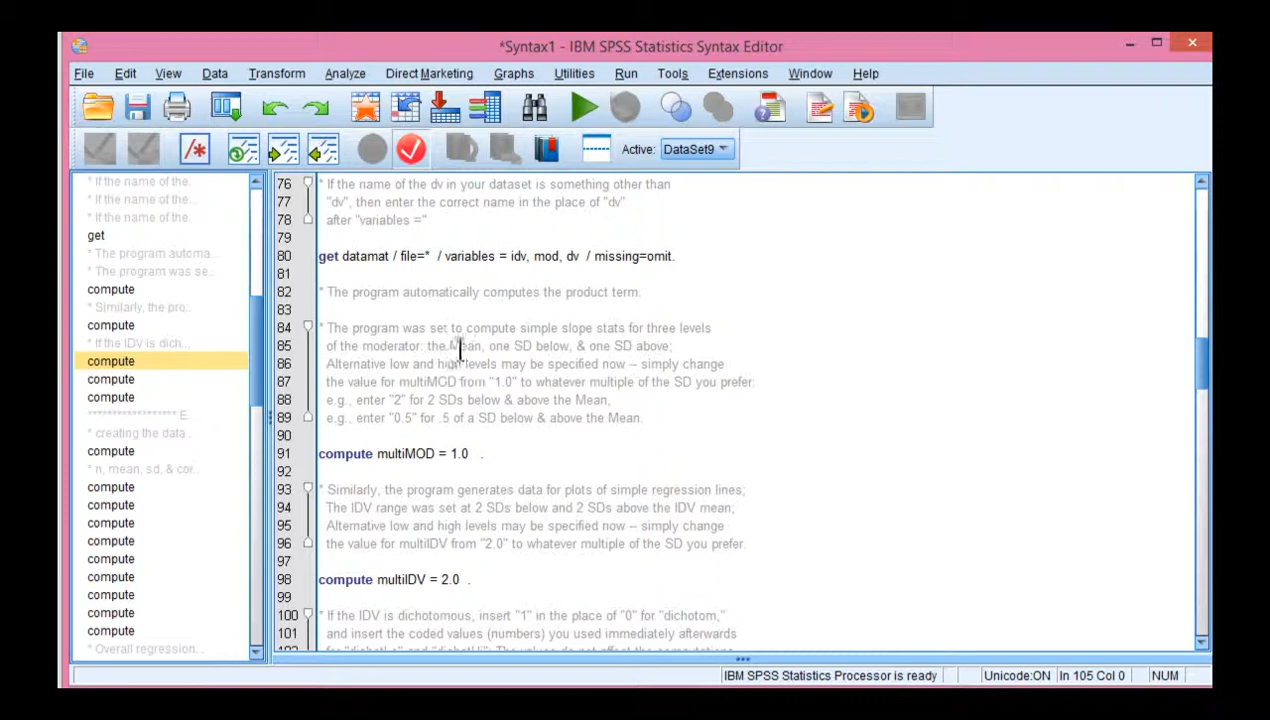 *Syntax1 - IBM SPSS Statistics Syntax Editor
File Edit View Data Transform Analyze Direct Marketing Graphs Utilities Run Tools Extensions Window Help
Active: DataSet9
* If the name of the.
* If the name of the...
* If the name of the
get
* The program automa...
* The program was se..
compute
* Similarly, the pro..
compute
* If the IDV is dich...
compute
compute
compute
****************** E.
* creating the data .
compute
* n, mean, sd, & cor..
compute
compute
compute
compute
compute
compute
compute
compute
compute
* Overall regression...
76 * If the name of the dv in your dataset is something other than
77 "dv", then enter the correct name in the place of "dv"
78 after "variables ="
79
80 get datamat / file=* / variables = idv, mod, dv / missing=omit.
81
82 * The program automatically computes the product term.
83
84 * The program was set to compute simple slope stats for three levels
85 of the moderator: the Mean, one SD below, & one SD above;
86 Alternative low and high levels may be specified now -- simply change
87 the value for multiMOD from "1.0" to whatever multiple of the SD you prefer:
88 e.g., enter "2" for 2 SDs below & above the Mean,
89 e.g., enter "0.5" for .5 of a SD below & above the Mean.
90
91 compute multiMOD = 1.0 .
92
93 * Similarly, the program generates data for plots of simple regression lines;
94 The IDV range was set at 2 SDs below and 2 SDs above the IDV mean;
95 Alternative low and high levels may be specified now -- simply change
96 the value for multiIDV from "2.0" to whatever multiple of the SD you prefer.
97
98 compute multiIDV = 2.0 .
99
100 * If the IDV is dichotomous, insert "1" in the place of "0" for "dichotom,"
101 and insert the coded values (numbers) you used immediately afterwards
IBM SPSS Statistics Processor is ready Unicode:ON In 105 Col 0 NUM